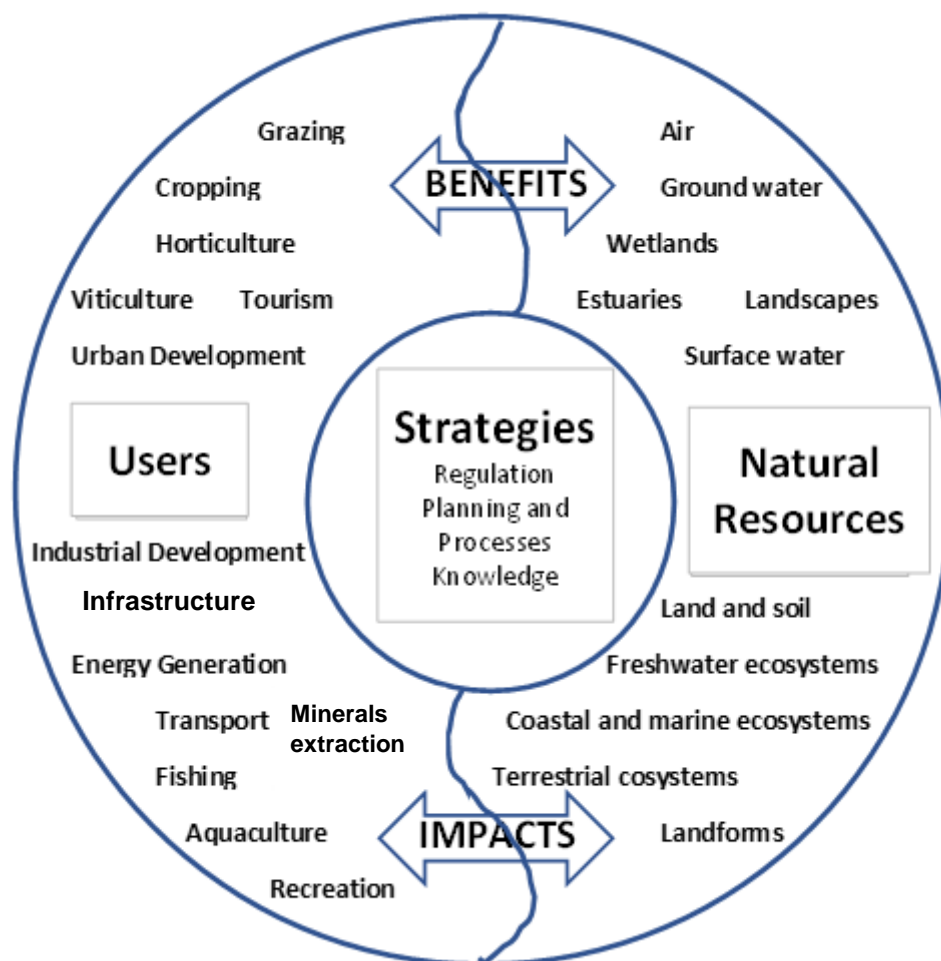 Grazing
Cropping
Horticulture
Viticulture Tourism
Urban Development
Users
Industrial Development
Infrastructure
Energy Generation
Transport Minerals
extraction
Fishing
Aquaculture
Recreation
BENEFITS
Strategies
Regulation
Planning and
Processes
Knowledge
IMPACTS
Air
Ground water
Wetlands
Estuaries Landscapes
Surface water
Natural
Resources
Land and soil
Freshwater ecosystems
Coastal and marine ecosystems
Terrestrial cosystems
Landforms